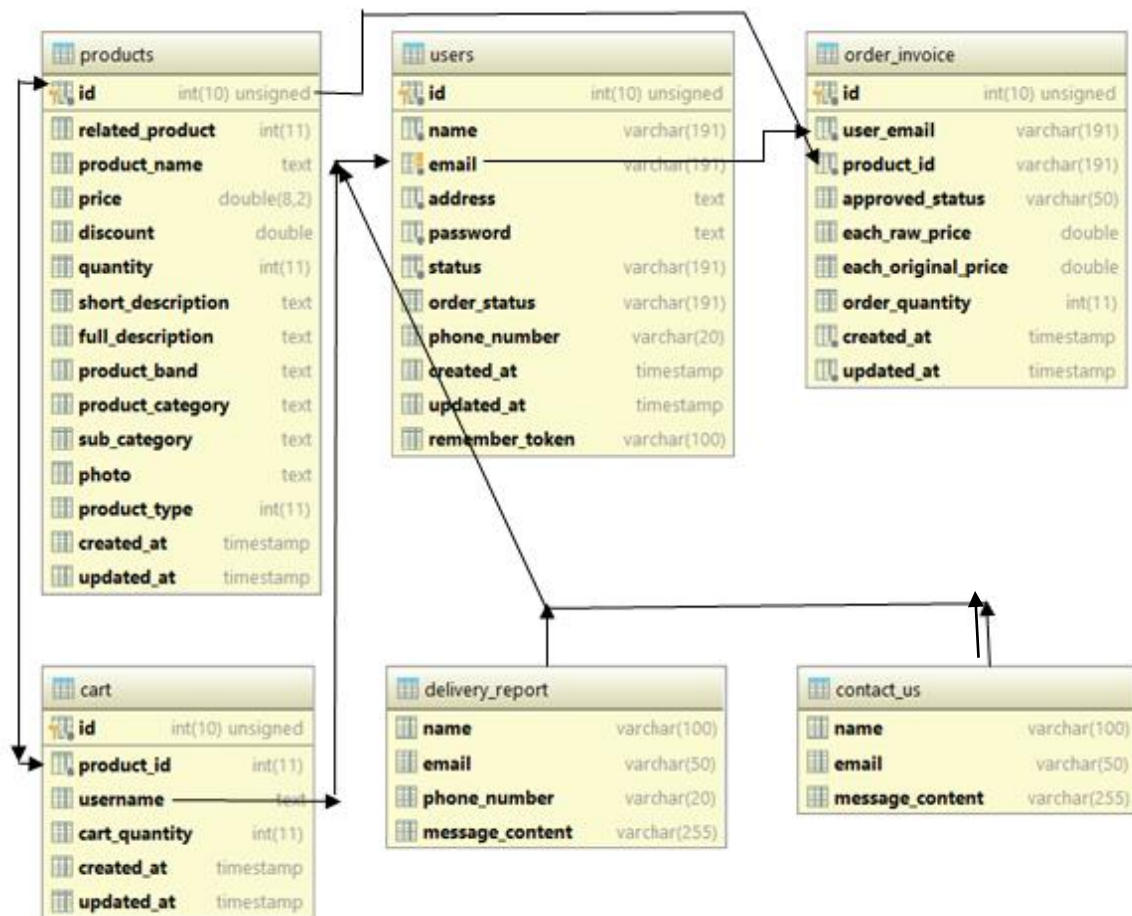 products
id int(10) unsigned
related_product int(11)
product_name text
price double(8,2)
discount double
quantity int(11)
short_description text
full_description text
product_band text
product_category text
sub_category text
photo text
product_type int(11)
created_at timestamp
updated_at timestamp
users
id int(10) unsigned
name varchar(191)
email varchar(191)
address text
password text
status varchar(191)
order_status varchar(191)
phone_number varchar(20)
created_at timestamp
updated_at timestamp
remember_token varchar(100)
order_invoice
id int(10) unsigned
user_email varchar(191)
product_id varchar(191)
approved_status varchar(50)
each_raw_price double
each_original_price double
order_quantity int(11)
created_at timestamp
updated_at timestamp
cart
id int(10) unsigned
product_id int(11)
username text
cart_quantity int(11)
created_at timestamp
updated_at timestamp
delivery_report
name varchar(100)
email varchar(50)
phone_number varchar(20)
message_content varchar(255)
contact_us
name varchar(100)
email varchar(50)
message_content varchar(255)